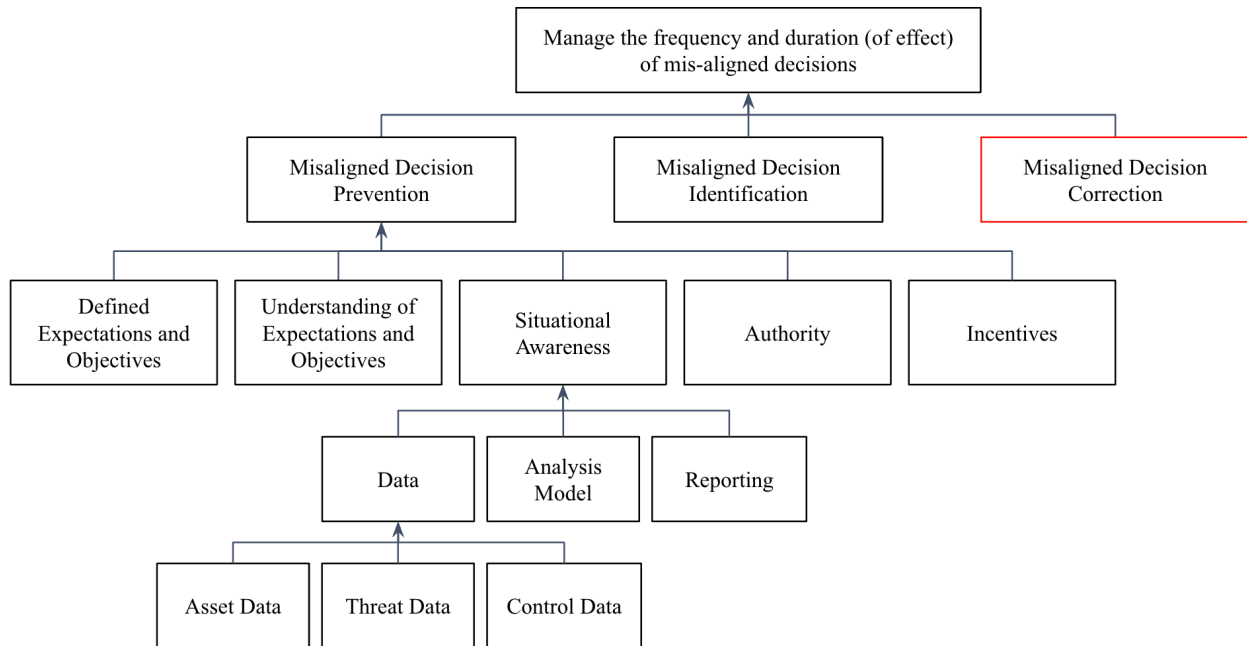 Manage the frequency and duration (of effect)
of mis-aligned decisions
Misaligned Decision
Prevention
Misaligned Decision
Identification
Misaligned Decision
Correction
Defined
Expectations and
Objectives
Understanding of
Expectations and
Objectives
Situational
Awareness
Authority
Incentives
Data
Analysis
Model
Reporting
Asset Data
Threat Data
Control Data